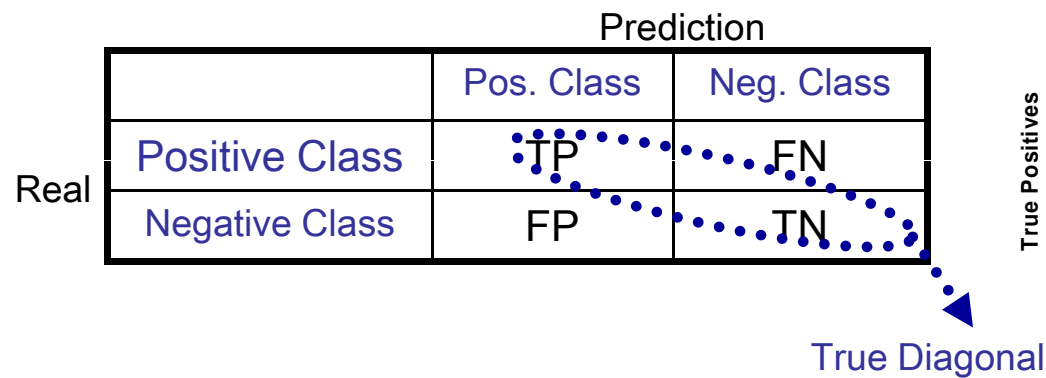 Prediction
Pos. Class Neg. Class
Positive Class TP FN
Real
Negative Class FP TN
True Positives
True Diagonal